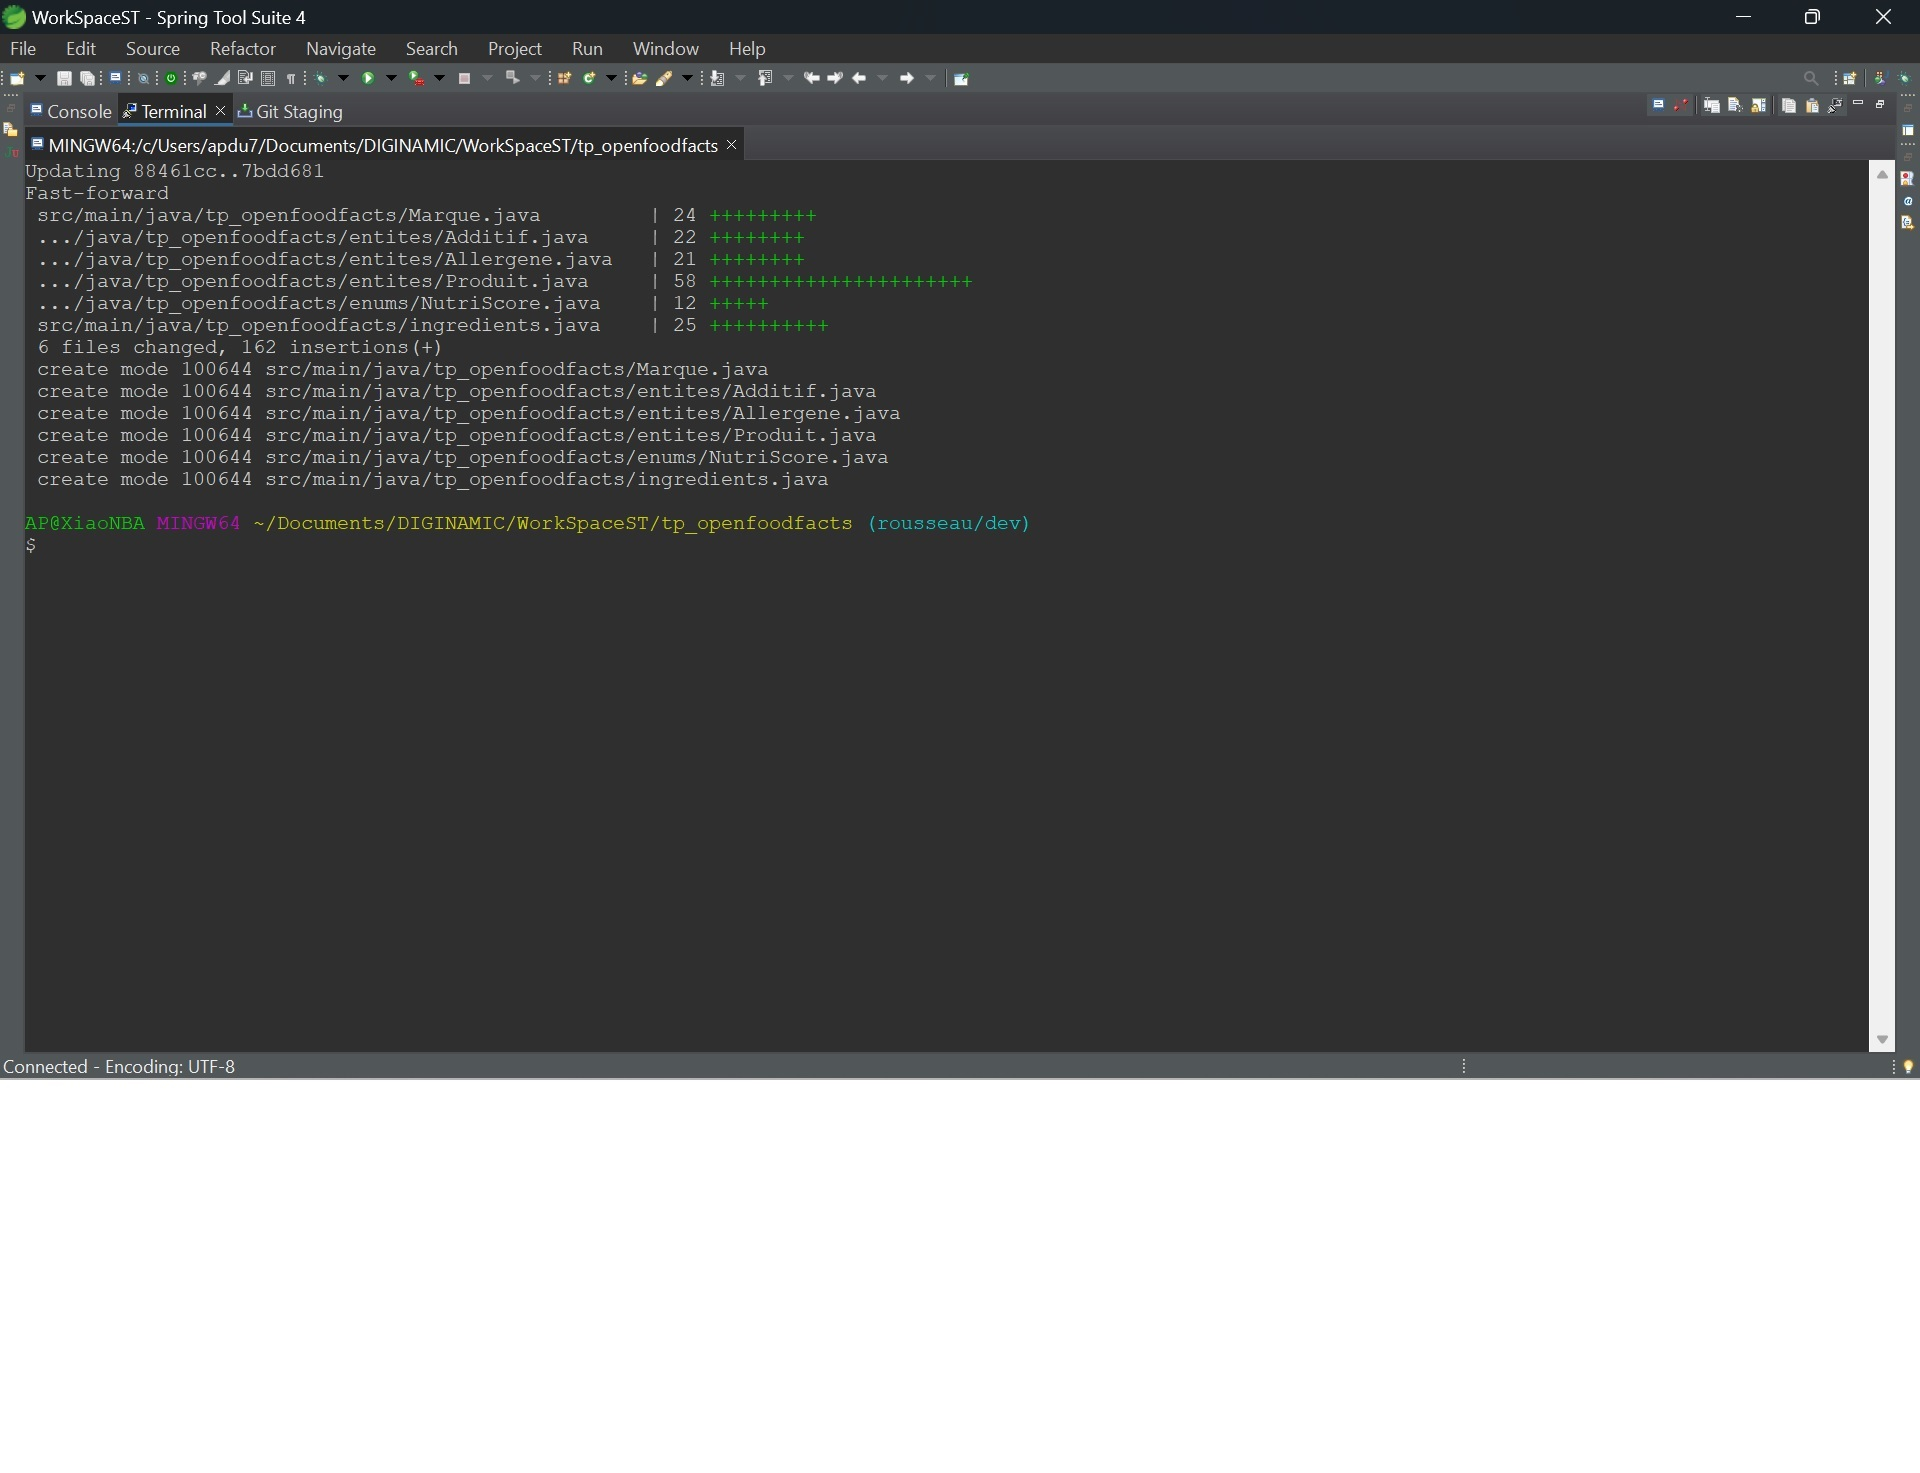 WorkSpaceST - Spring Tool Suite 4
File Edit Source Refactor Navigate Search Project Run Window Help
Console Terminal Git Staging
MINGW64:/c/Users/apdu7/Documents/DIGINAMIC/WorkSpaceST/tp_openfoodfacts
Updating 88461cc..7bdd681
Fast-forward
 src/main/java/tp_openfoodfacts/Marque.java | 24 +++++++++
 .../java/tp_openfoodfacts/entites/Additif.java | 22 ++++++++
 .../java/tp_openfoodfacts/entites/Allergene.java | 21 ++++++++
 .../java/tp_openfoodfacts/entites/Produit.java | 58 ++++++++++++++++++++++
 .../java/tp_openfoodfacts/enums/NutriScore.java | 12 +++++
 src/main/java/tp_openfoodfacts/ingredients.java | 25 ++++++++++
 6 files changed, 162 insertions(+)
 create mode 100644 src/main/java/tp_openfoodfacts/Marque.java
 create mode 100644 src/main/java/tp_openfoodfacts/entites/Additif.java
 create mode 100644 src/main/java/tp_openfoodfacts/entites/Allergene.java
 create mode 100644 src/main/java/tp_openfoodfacts/entites/Produit.java
 create mode 100644 src/main/java/tp_openfoodfacts/enums/NutriScore.java
 create mode 100644 src/main/java/tp_openfoodfacts/ingredients.java
AP@XiaoNBA MINGW64 ~/Documents/DIGINAMIC/WorkSpaceST/tp_openfoodfacts (rousseau/dev)
$
Connected - Encoding: UTF-8